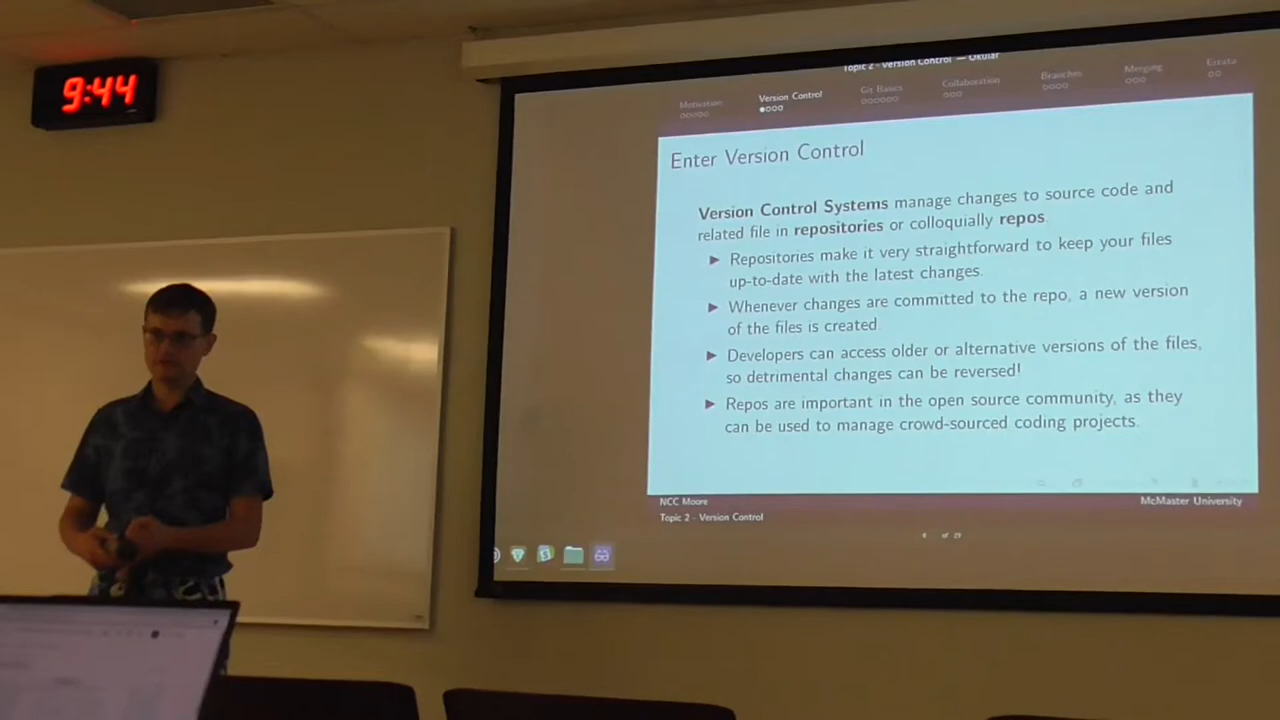 9:44
Topic 2 - Version Control — Okular
Motivation
Version Control
Git Basics
Collaboration
Branches
Merging
Errata
Enter Version Control
Version Control Systems manage changes to source code and
related file in repositories or colloquially repos.
Repositories make it very straightforward to keep your files
up-to-date with the latest changes.
Whenever changes are committed to the repo, a new version
of the files is created.
Developers can access older or alternative versions of the files,
so detrimental changes can be reversed!
Repos are important in the open source community, as they
can be used to manage crowd-sourced coding projects.
NCC Moore
McMaster University
Topic 2 - Version Control